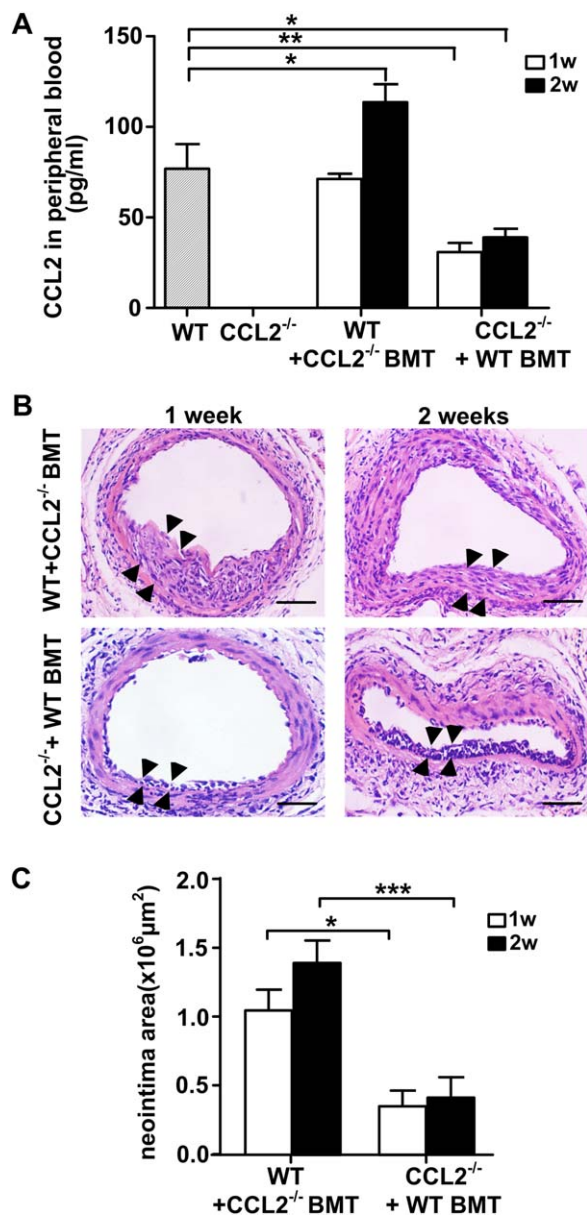 A
CCL2 in peripheral blood
(pg/ml)
150
100
50
0
*
**
*
1w
2w
WT
CCL2-/-
WT
+CCL2-/- BMT
CCL2-/-
+ WT BMT
B
1 week
2 weeks
WT+CCL2-/- BMT
CCL2-/-+ WT BMT
C
neointima area(x10⁶µm²)
2.0
1.5
1.0
0.5
0.0
*
***
1w
2w
WT
+CCL2-/- BMT
CCL2-/-
+ WT BMT